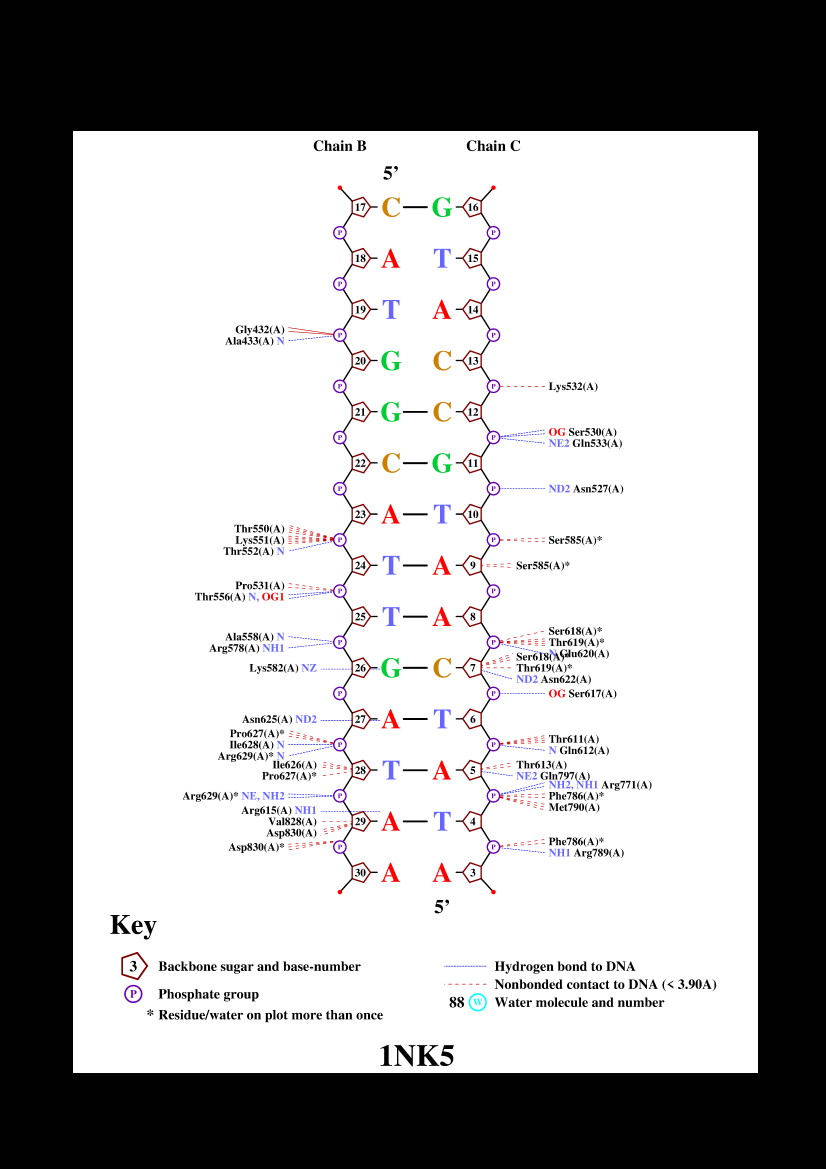 Chain B Chain C
5’
17 C G 16
P P
18 A T 15
P P
19 T A 14
Gly432(A)
P P
Ala433(A) N
20 G C 13
P P Lys532(A)
21 G C 12
OG Ser530(A)
P P
NE2 Gln533(A)
22 C G 11
P P ND2 Asn527(A)
23 A T 10
Thr550(A)
Lys551(A) P P Ser585(A)*
Thr552(A) N
24 T A 9 Ser585(A)*
Pro531(A)
P P
Thr556(A) N, OG1
25 T A 8
Ser618(A)*
Ala558(A) N
P P Thr619(A)*
Arg578(A) NH1
N Glu620(A)
Ser618(A)*
Lys582(A) NZ 26 G C 7 Thr619(A)*
ND2 Asn622(A)
P P OG Ser617(A)
Asn625(A) ND2 27 A T 6
Pro627(A)*
Thr611(A)
Ile628(A) N P P
N Gln612(A)
Arg629(A)* N
Ile626(A) Thr613(A)
28 T A 5
Pro627(A)* NE2 Gln797(A)
NH2, NH1 Arg771(A)
Arg629(A)* NE, NH2 P P Phe786(A)*
Met790(A)
Arg615(A) NH1
Val828(A) 29 A T 4
Asp830(A)
Phe786(A)*
Asp830(A)* P P
NH1 Arg789(A)
30 A A 3
5’
Key
3 Backbone sugar and base-number
P Phosphate group
* Residue/water on plot more than once
Hydrogen bond to DNA
Nonbonded contact to DNA (< 3.90A)
88 W Water molecule and number
1NK5